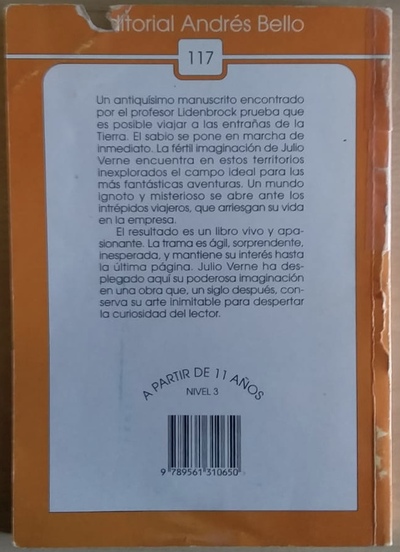 ditorial Andrés Bello
117
Un antiquísimo manuscrito encontrado
por el profesor Lidenbrock prueba que
es posible viajar a las entrañas de la
Tierra. El sabio se pone en marcha de
inmediato. La fértil imaginación de Julio
Verne encuentra en estos territorios
inexplorados el campo ideal para las
más fantásticas aventuras. Un mundo
ignoto y misterioso se abre ante los
intrépidos viajeros, que arriesgan su vida
en la empresa.
El resultado es un libro vivo y apa-
sionante. La trama es ágil, sorprendente,
inesperada, y mantiene su interés hasta
la última página. Julio Verne ha des-
plegado aquí su poderosa imaginación
en una obra que, un siglo después, con-
serva su arte inimitable para despertar
la curiosidad del lector.
A PARTIR DE 11 AÑOS
NIVEL 3
9 789561 310650